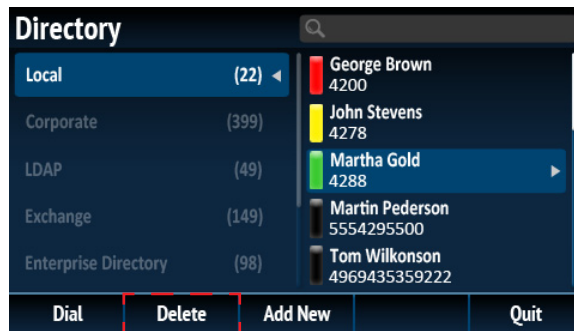 Directory
Local (22)
Corporate (399)
LDAP (49)
Exchange (149)
Enterprise Directory (98)
George Brown
4200
John Stevens
4278
Martha Gold
4288
Martin Pederson
5554295500
Tom Wilkonson
4969435359222
Dial Delete Add New Quit